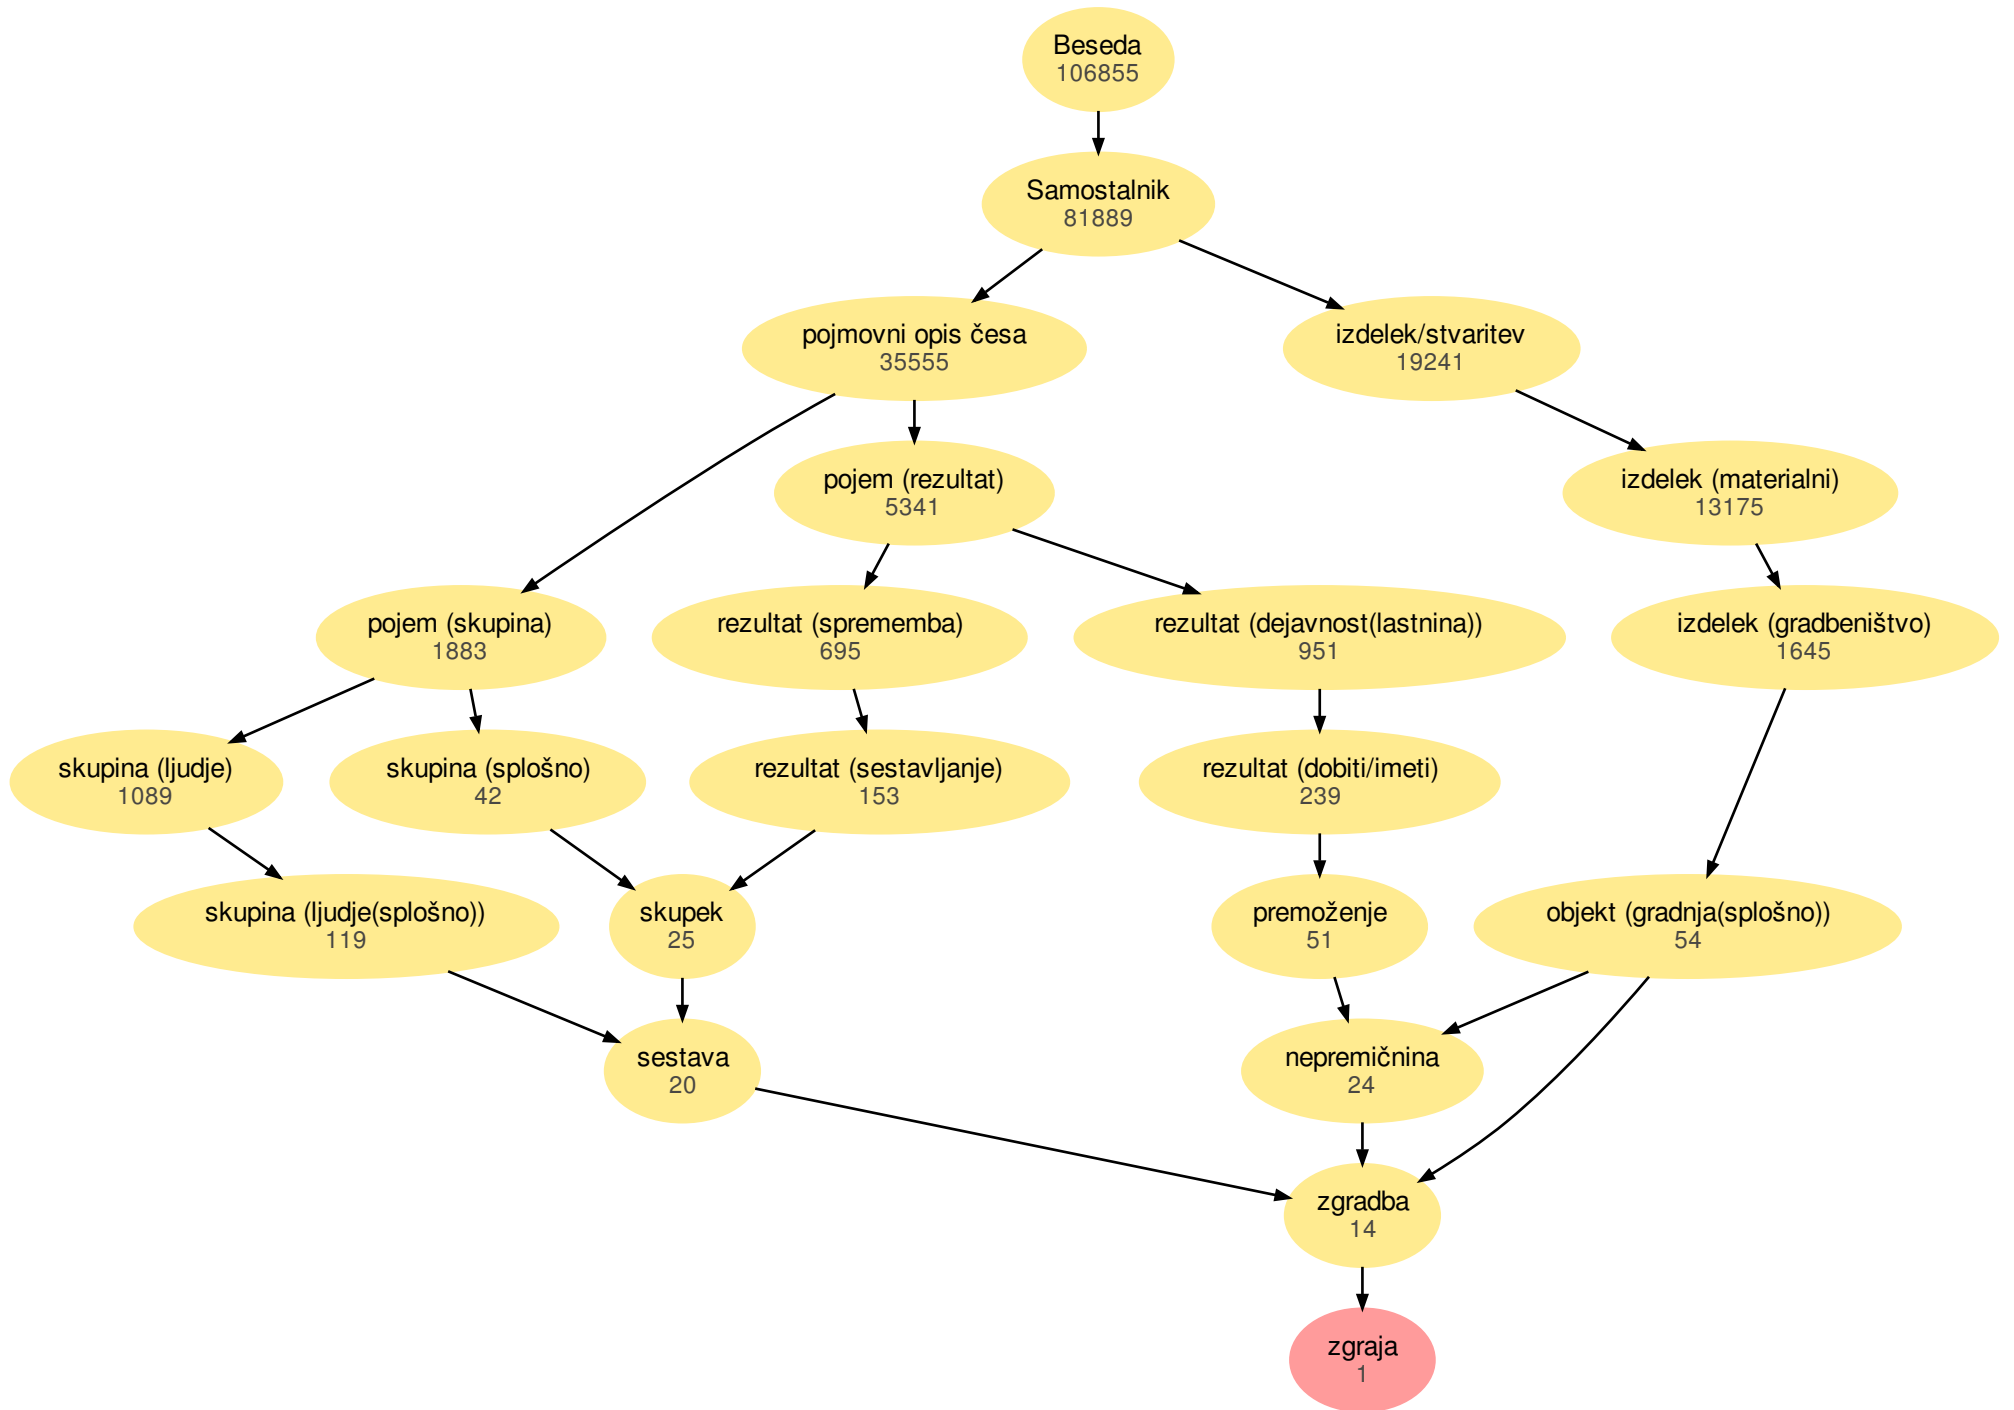 Beseda
106855
Samostalnik
81889
pojmovni opis česa
35555
izdelek/stvaritev
19241
pojem (rezultat)
5341
izdelek (materialni)
13175
pojem (skupina)
1883
rezultat (sprememba)
695
rezultat (dejavnost(lastnina))
951
izdelek (gradbeništvo)
1645
skupina (ljudje)
1089
skupina (splošno)
42
rezultat (sestavljanje)
153
rezultat (dobiti/imeti)
239
skupina (ljudje(splošno))
119
skupek
25
premoženje
51
objekt (gradnja(splošno))
54
sestava
20
nepremičnina
24
zgradba
14
zgraja
1